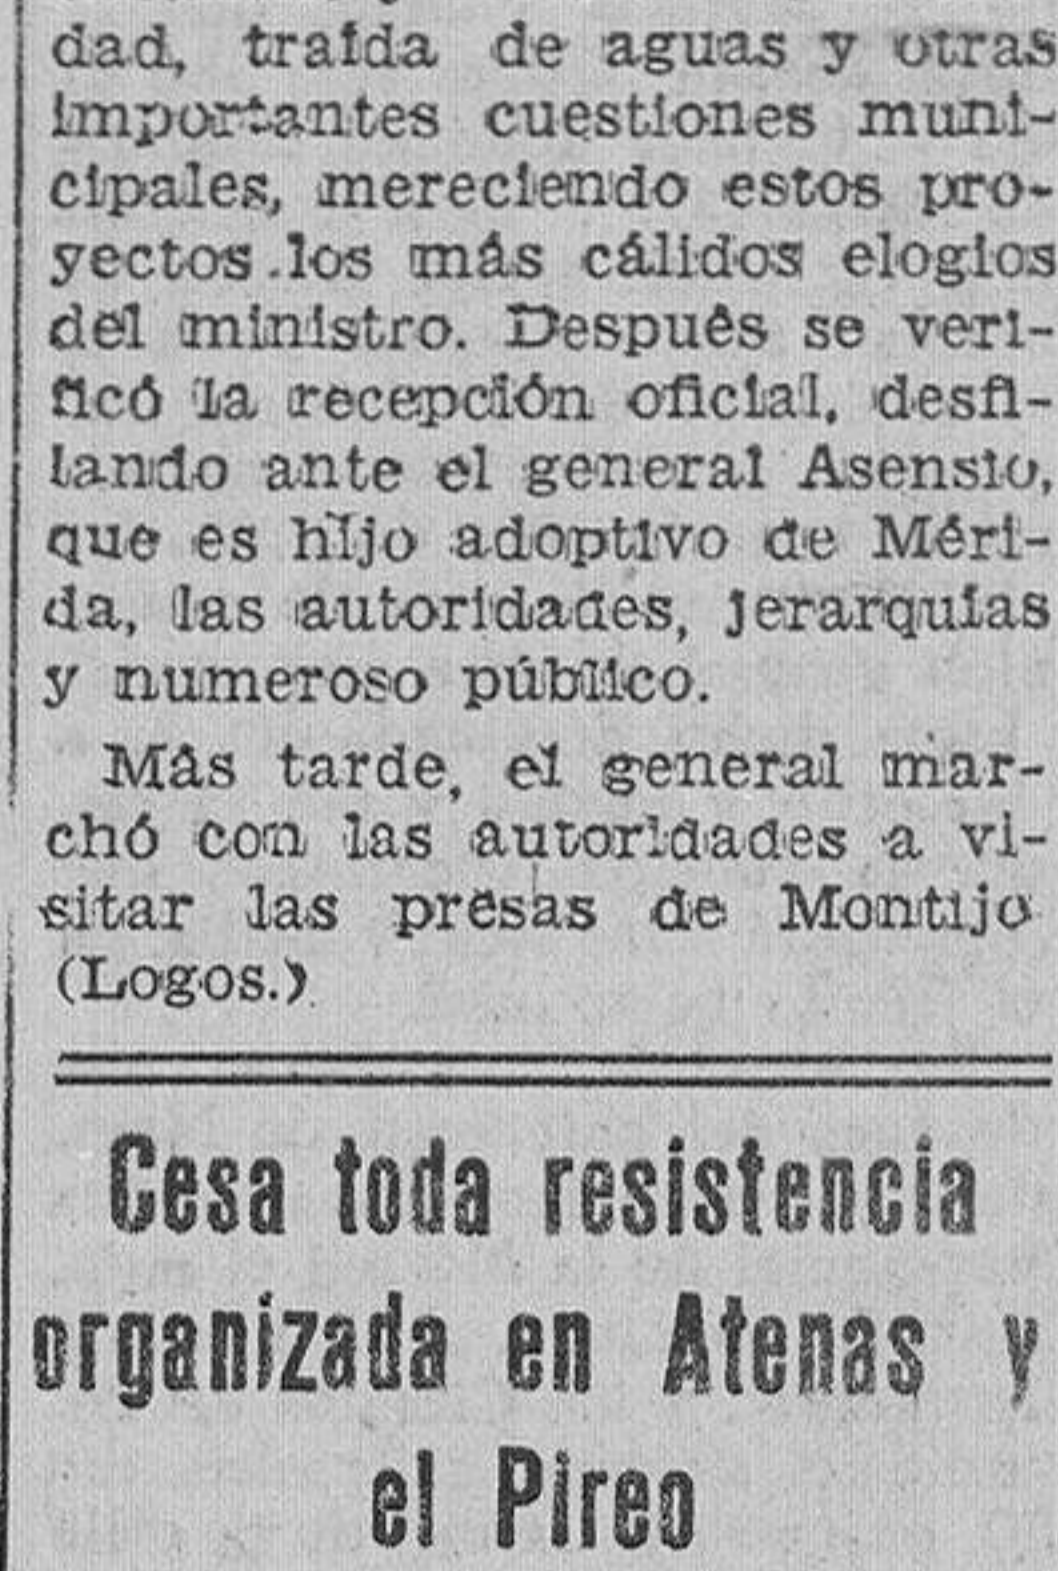 dad, traída de aguas y otras
importantes cuestiones muni-
cipales, mereciendo estos pro-
yectos los más cálidos elogios
del ministro. Después se veri-
ficó la recepción oficial, desfi-
lando ante el general Asensio,
que es hijo adoptivo de Méri-
da, las autoridades, jerarquías
y numeroso público.
Más tarde, el general mar-
chó con las autoridades a vi-
sitar las presas de Montijo
(Logos.)
Cesa toda resistencia
organizada en Atenas y
el Pireo